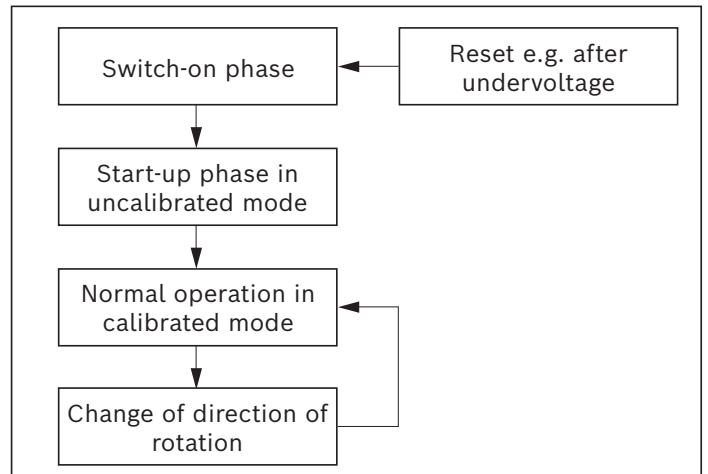 Switch-on phase
Reset e.g. after
undervoltage
Start-up phase in
uncalibrated mode
Normal operation in
calibrated mode
Change of direction of
rotation